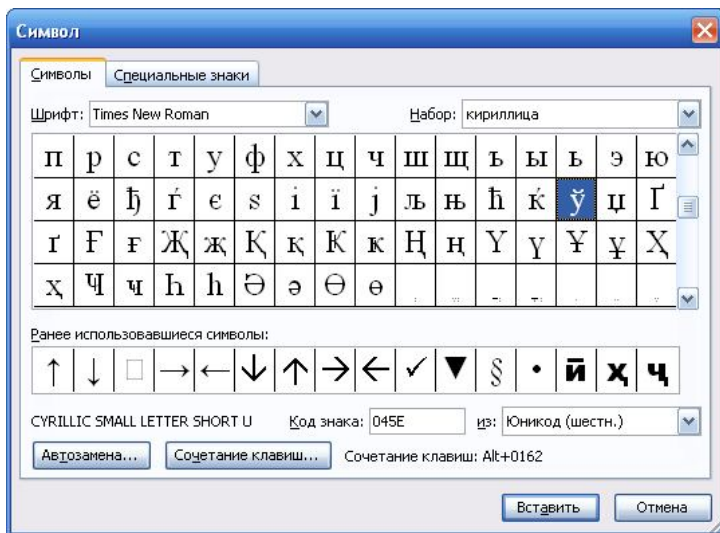 Символ
Символы Специальные знаки
Шрифт: Times New Roman Набор: кириллица
п р с т у ф х ц ч ш щ ъ ы ь э ю
я ё ђ ѓ є ѕ і ї ј љ њ ћ ќ ў џ Ґ
ґ Ғ ғ Җ җ Қ қ Ҝ ҝ Ң ң Ү ү Ұ ұ Ҳ
ҳ Ҹ ҹ Һ һ Ә ә Ө ө
Ранее использовавшиеся символы:
↑ ↓ □ → ← ↓ ↑ → ← ✓ ▼ § • й ҳ ҷ
CYRILLIC SMALL LETTER SHORT U Код знака: 045E из: Юникод (шестн.)
Автозамена... Сочетание клавиш... Сочетание клавиш: Alt+0162
Вставить Отмена